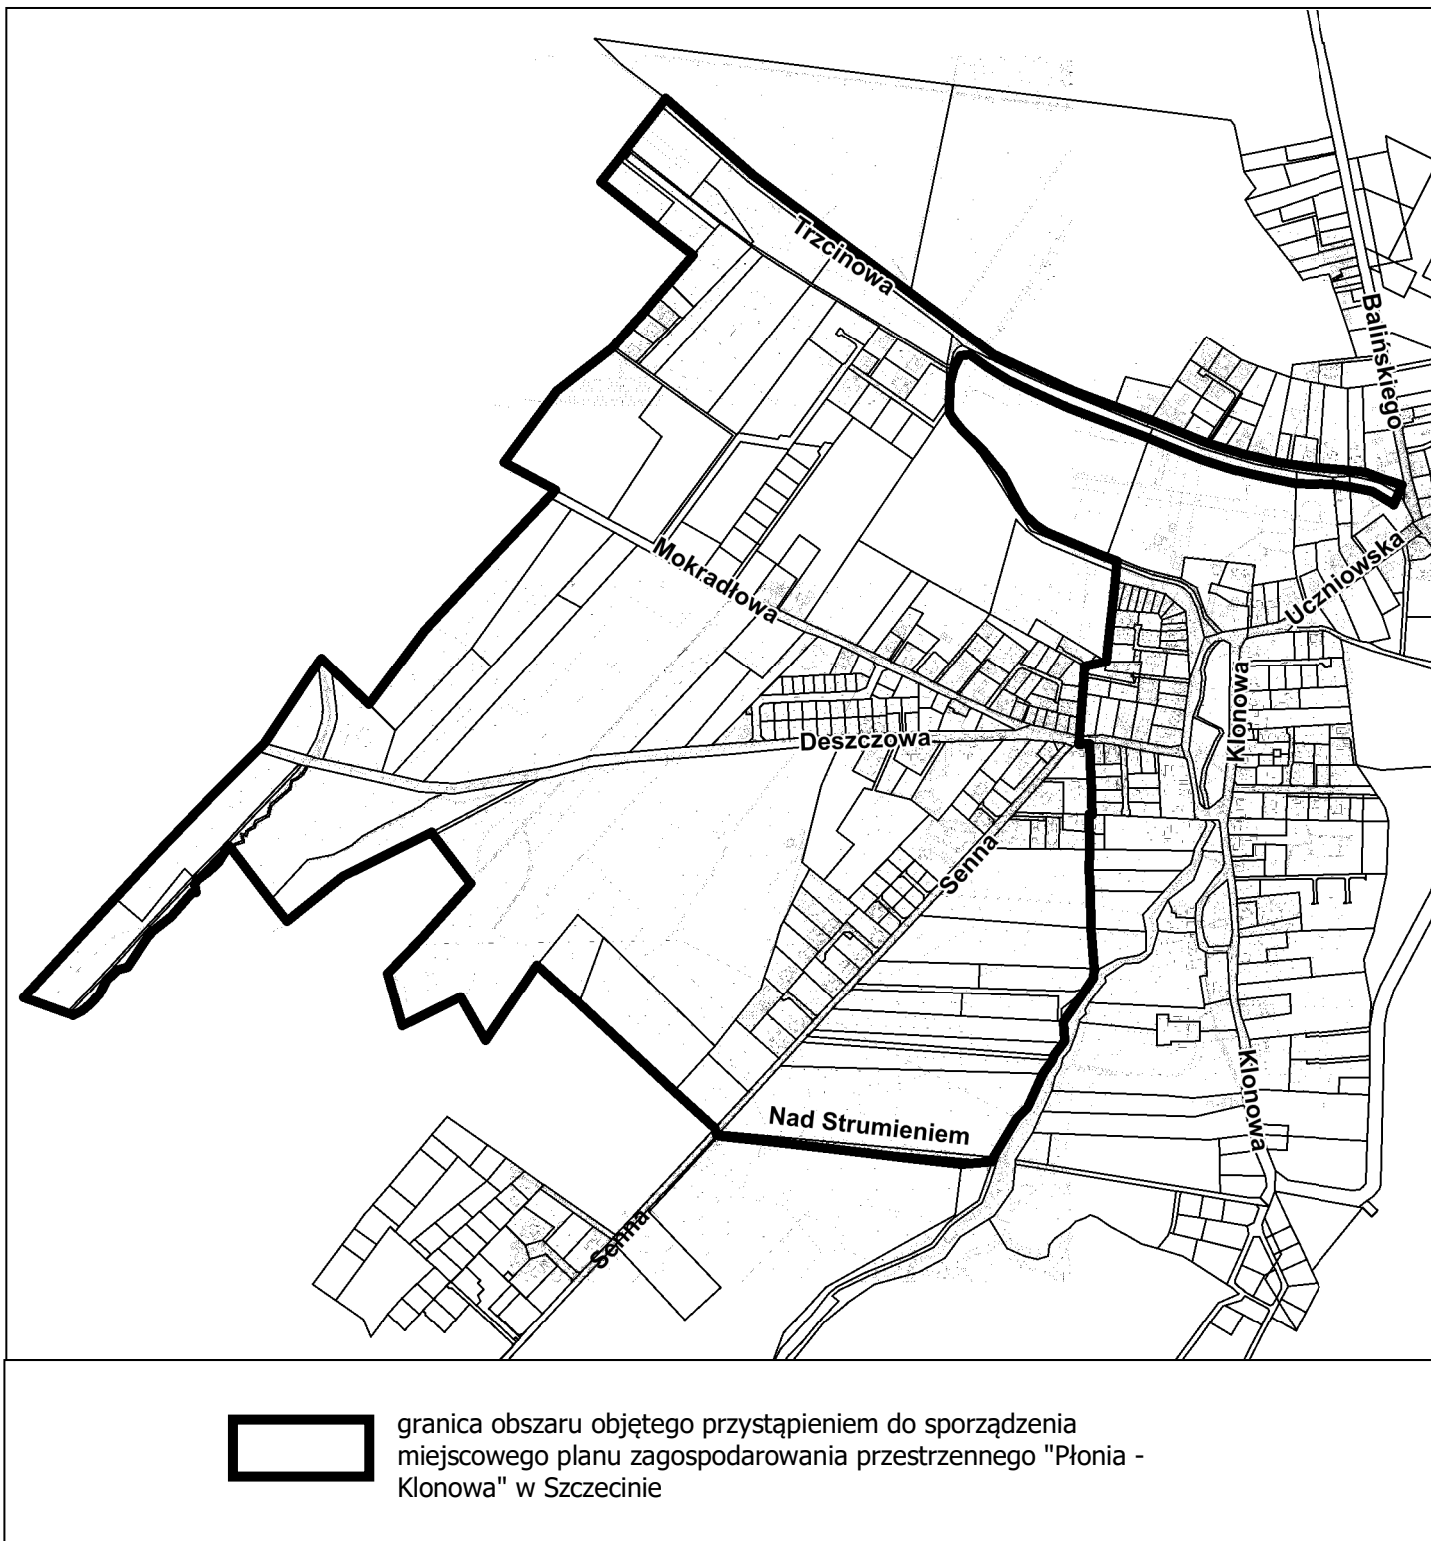 Trzcinowa
Balińskiego
Mokradłowa
Uczniowska
Klonowa
Deszczowa
Senna
Klonowa
Nad Strumieniem
Senna
granica obszaru objętego przystąpieniem do sporządzenia
miejscowego planu zagospodarowania przestrzennego "Płonia -
Klonowa" w Szczecinie